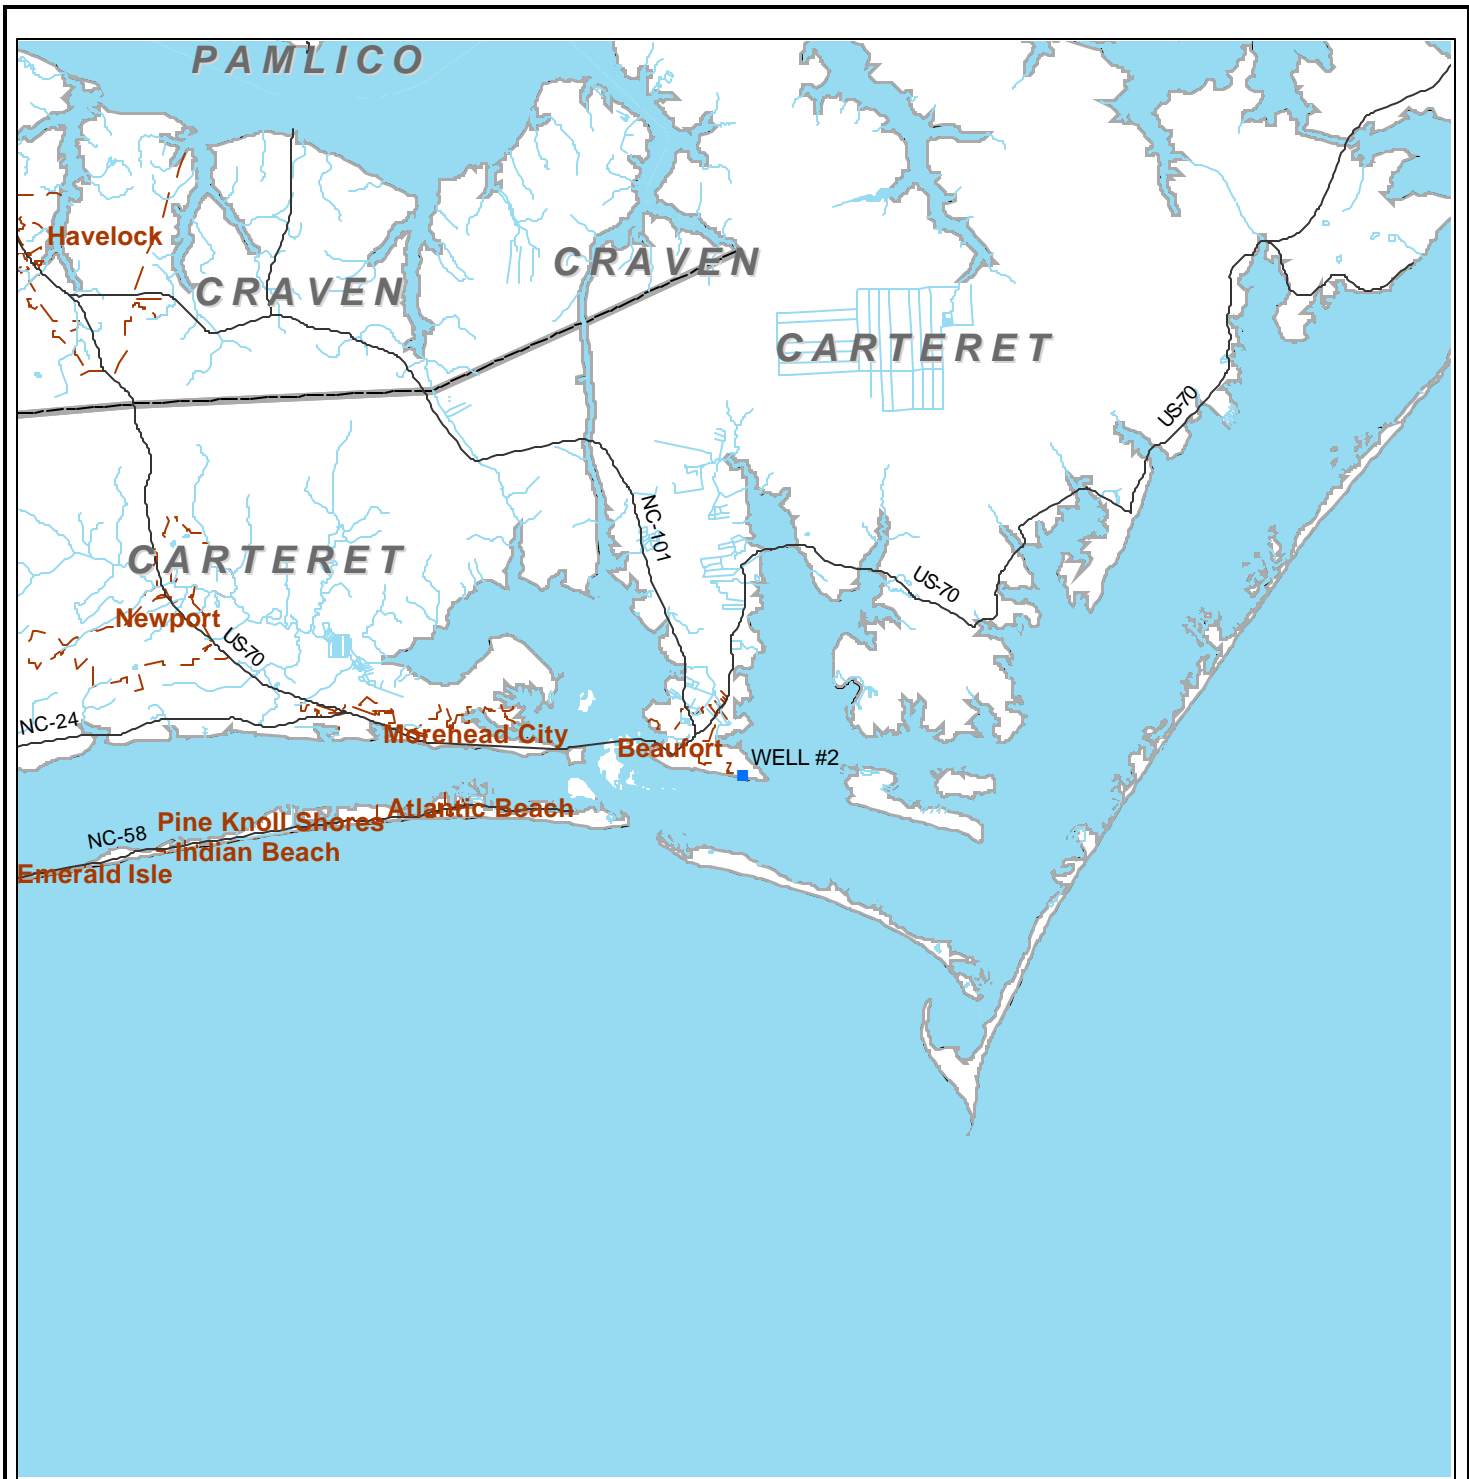 PAMLICO
Havelock
CRAVEN
CRAVEN
CARTERET
US-70
NC-101
CARTERET
US-70
Newport
US-70
NC-24
Morehead City
Beaufort
WELL #2
Atlantic Beach
Pine Knoll Shores
NC-58
Indian Beach
Emerald Isle